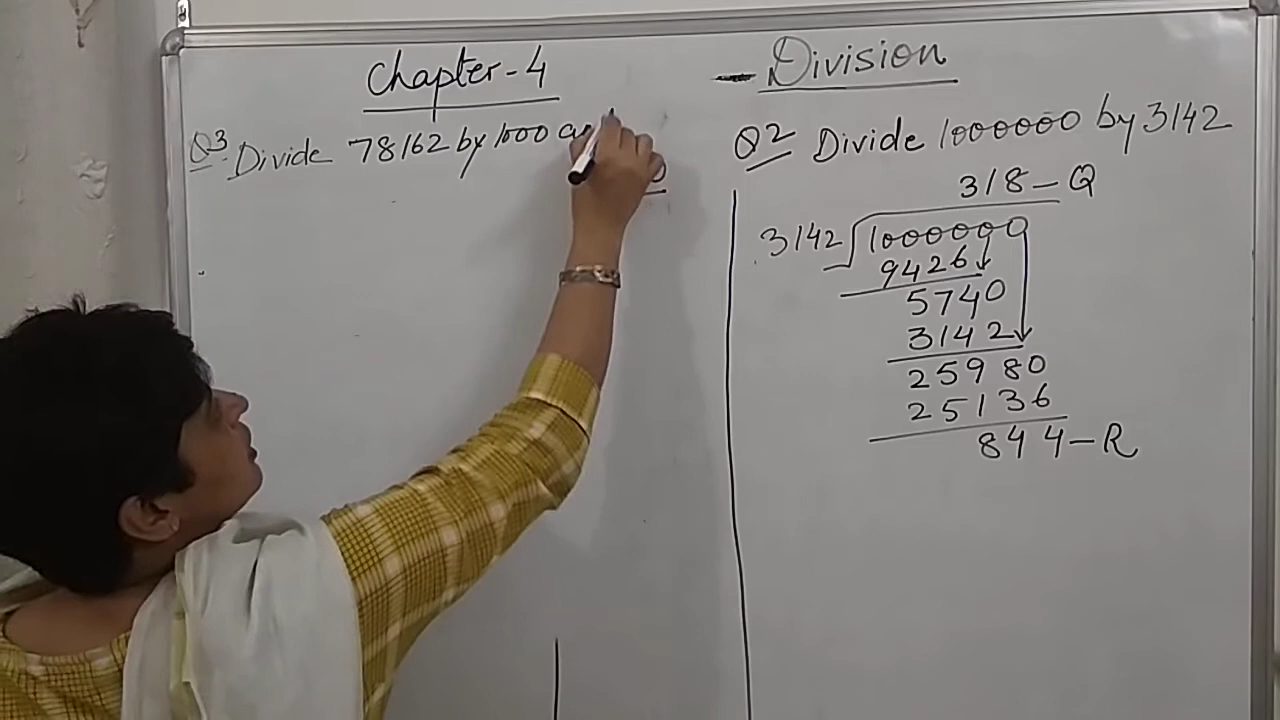 Chapter-4 - Division
Q3. Divide 78162 by 1000
Q2 Divide 1000000 by 3142
318-Q
3142 1000000
9426
5740
3142
25980
25136
844-R